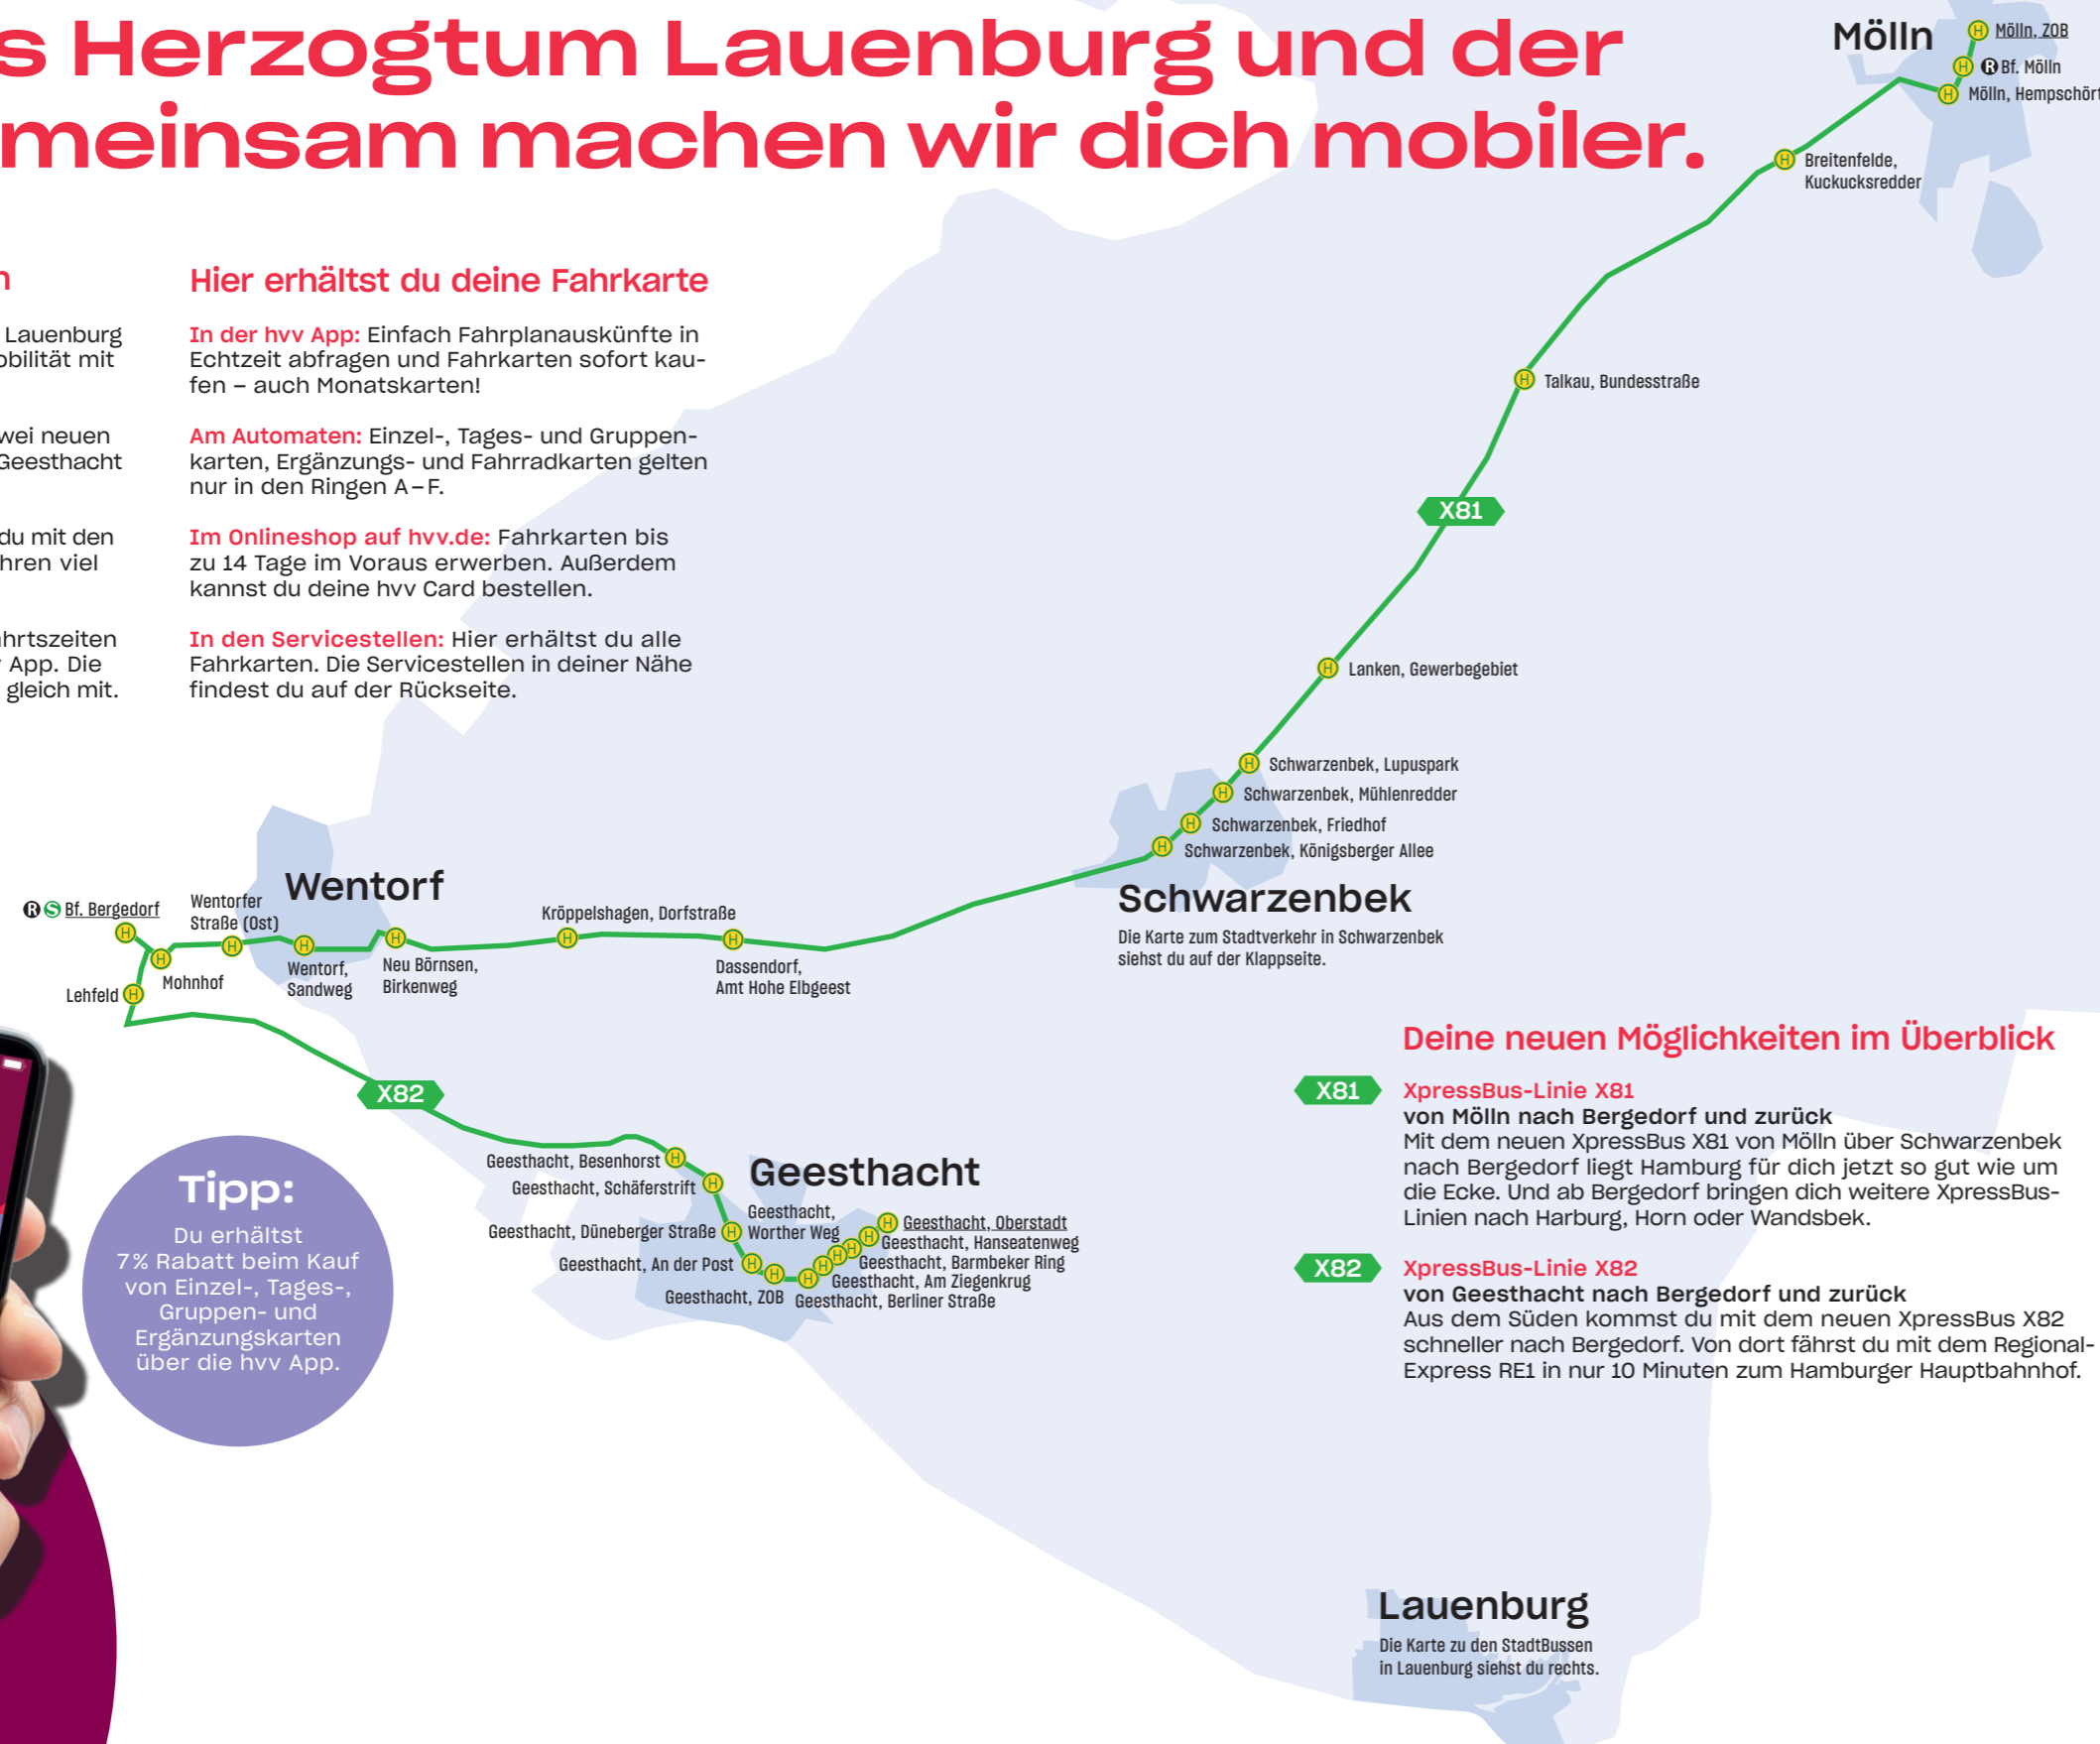 s Herzogtum Lauenburg und der
meinsam machen wir dich mobiler.
n
Lauenburg
obilität mit
wei neuen
Geesthacht
du mit den
hren viel
ahrtszeiten
App. Die
gleich mit.
Hier erhältst du deine Fahrkarte
In der hvv App: Einfach Fahrplanauskünfte in
Echtzeit abfragen und Fahrkarten sofort kau-
fen – auch Monatskarten!
Am Automaten: Einzel-, Tages- und Gruppen-
karten, Ergänzungs- und Fahrradkarten gelten
nur in den Ringen A–F.
Im Onlineshop auf hvv.de: Fahrkarten bis
zu 14 Tage im Voraus erwerben. Außerdem
kannst du deine hvv Card bestellen.
In den Servicestellen: Hier erhältst du alle
Fahrkarten. Die Servicestellen in deiner Nähe
findest du auf der Rückseite.
Mölln
H Mölln, ZOB
H R Bf. Mölln
H Mölln, Hempschört
H Breitenfelde,
Kuckucksredder
H Talkau, Bundesstraße
X81
H Lanken, Gewerbegebiet
H Schwarzenbek, Lupuspark
H Schwarzenbek, Mühlenredder
H Schwarzenbek, Friedhof
H Schwarzenbek, Königsberger Allee
Schwarzenbek
Die Karte zum Stadtverkehr in Schwarzenbek
siehst du auf der Klappseite.
Wentorf
R S Bf. Bergedorf
H
Wentorfer
Straße (Ost)
H
H
Mohnhof
Lehfeld H
H
Wentorf,
Sandweg
H
Neu Börnsen,
Birkenweg
Kröppelshagen, Dorfstraße
H
H
Dassendorf,
Amt Hohe Elbgeest
X82
Geesthacht
Geesthacht, Besenhorst H
Geesthacht, Schäferstrift H
Geesthacht, Düneberger Straße H
Geesthacht, An der Post H
H
Geesthacht, ZOB
H
Geesthacht, Berliner Straße
H
Geesthacht, Am Ziegenkrug
H
Geesthacht, Barmbeker Ring
H
Geesthacht,
Worther Weg
H Geesthacht, Hanseatenweg
H Geesthacht, Oberstadt
Tipp:
Du erhältst
7% Rabatt beim Kauf
von Einzel-, Tages-,
Gruppen- und
Ergänzungskarten
über die hvv App.
Deine neuen Möglichkeiten im Überblick
X81
XpressBus-Linie X81
von Mölln nach Bergedorf und zurück
Mit dem neuen XpressBus X81 von Mölln über Schwarzenbek
nach Bergedorf liegt Hamburg für dich jetzt so gut wie um
die Ecke. Und ab Bergedorf bringen dich weitere XpressBus-
Linien nach Harburg, Horn oder Wandsbek.
X82
XpressBus-Linie X82
von Geesthacht nach Bergedorf und zurück
Aus dem Süden kommst du mit dem neuen XpressBus X82
schneller nach Bergedorf. Von dort fährst du mit dem Regional-
Express RE1 in nur 10 Minuten zum Hamburger Hauptbahnhof.
Lauenburg
Die Karte zu den StadtBussen
in Lauenburg siehst du rechts.